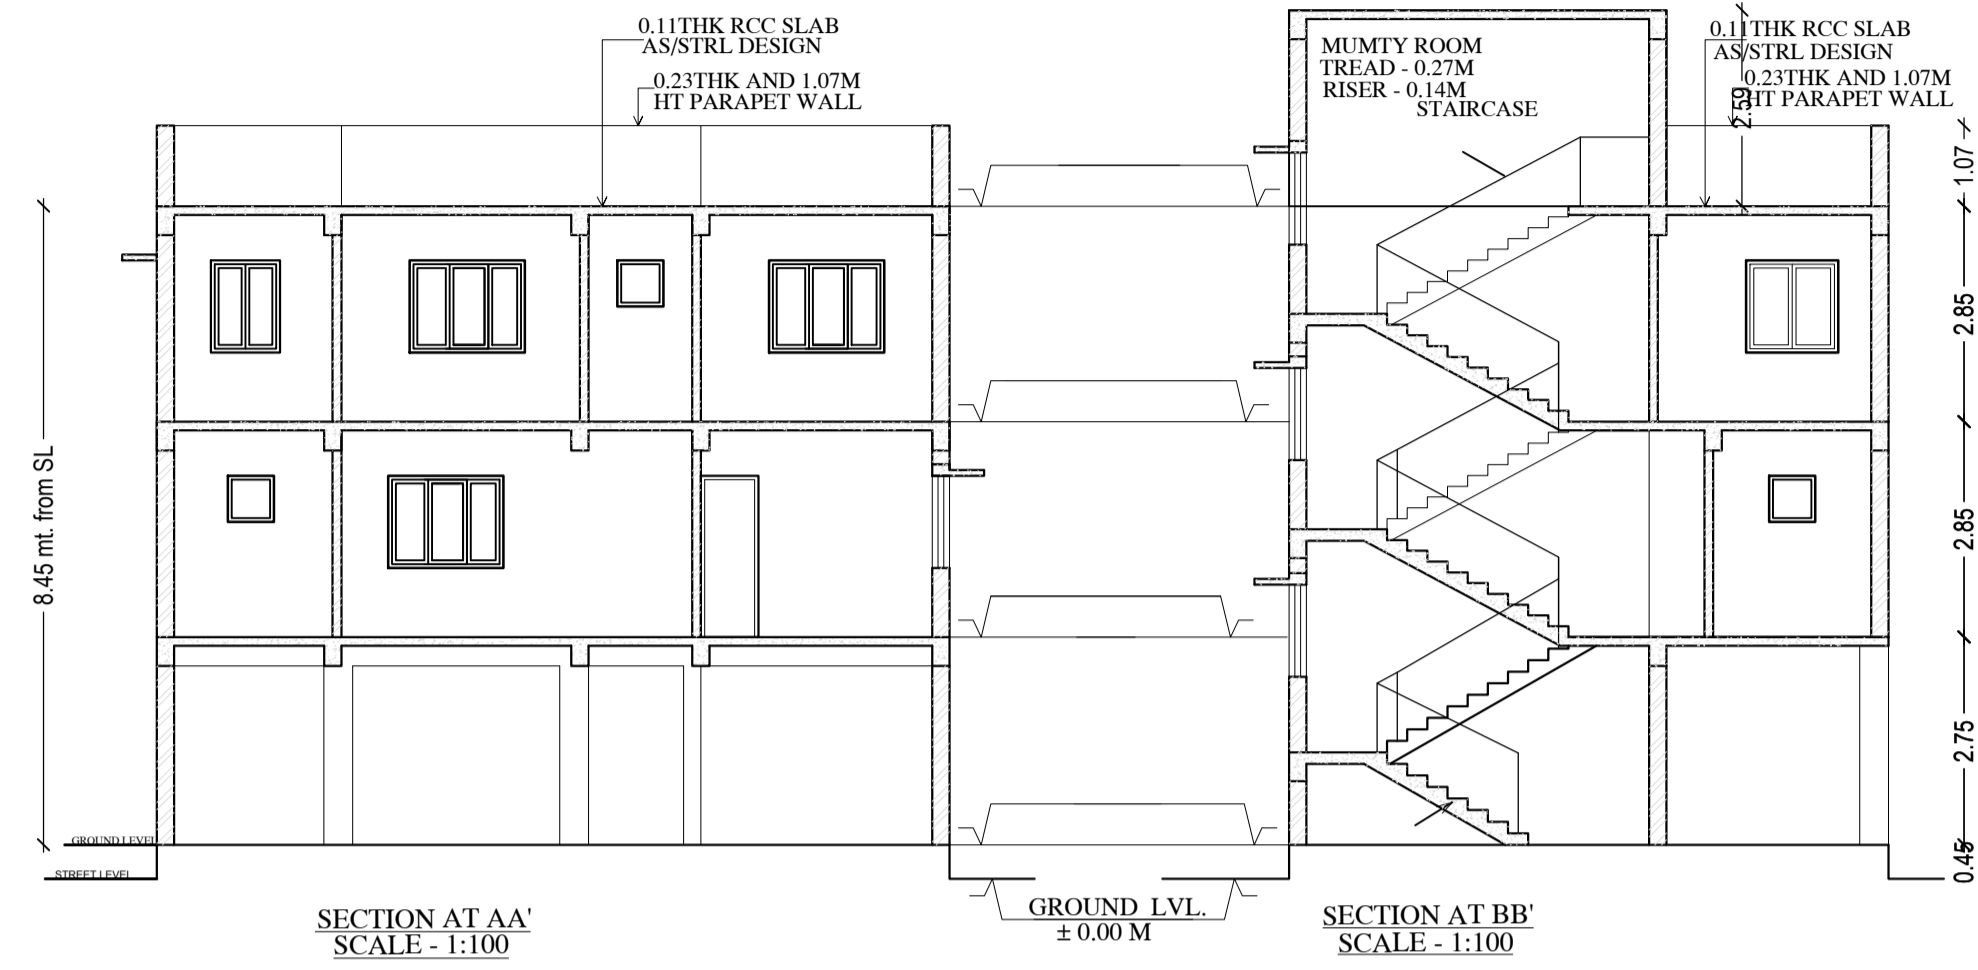 0.11THK RCC SLAB
AS/STRL DESIGN
0.23THK AND 1.07M
HT PARAPET WALL
MUMTY ROOM
TREAD - 0.27M
RISER - 0.14M
STAIRCASE
0.11THK RCC SLAB
AS/STRL DESIGN
0.23THK AND 1.07M
HT PARAPET WALL
2.59
1.07
2.85
2.85
2.75
0.45
8.45 mt. from SL
GROUND LEVEL
STREET LEVEL
SECTION AT AA'
SCALE - 1:100
GROUND LVL.
± 0.00 M
SECTION AT BB'
SCALE - 1:100